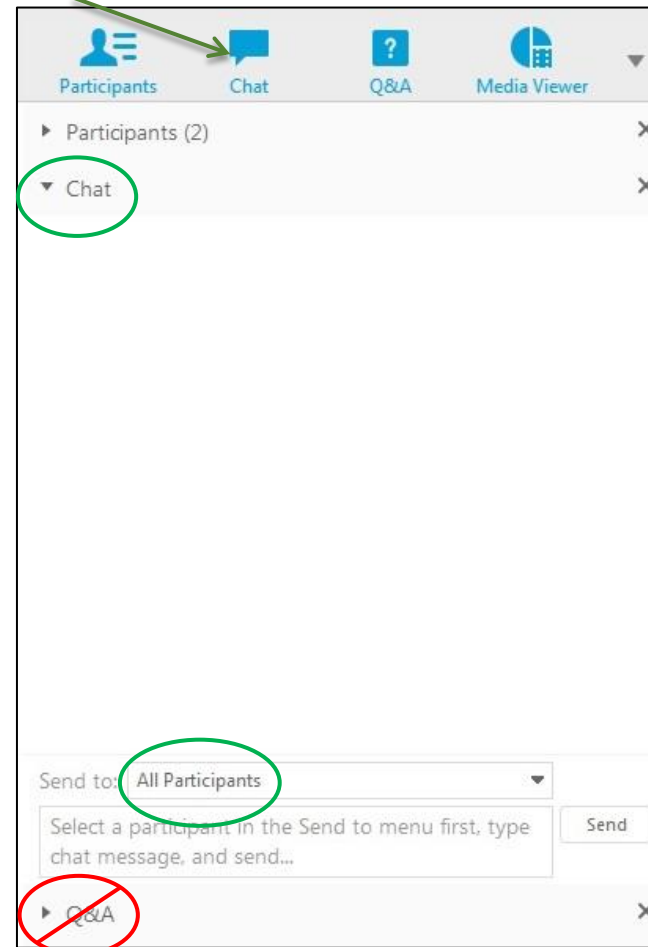 Participants Chat Q&A Media Viewer
Participants (2)
Chat
Send to: All Participants
Select a participant in the Send to menu first, type
chat message, and send...
Send
Q&A